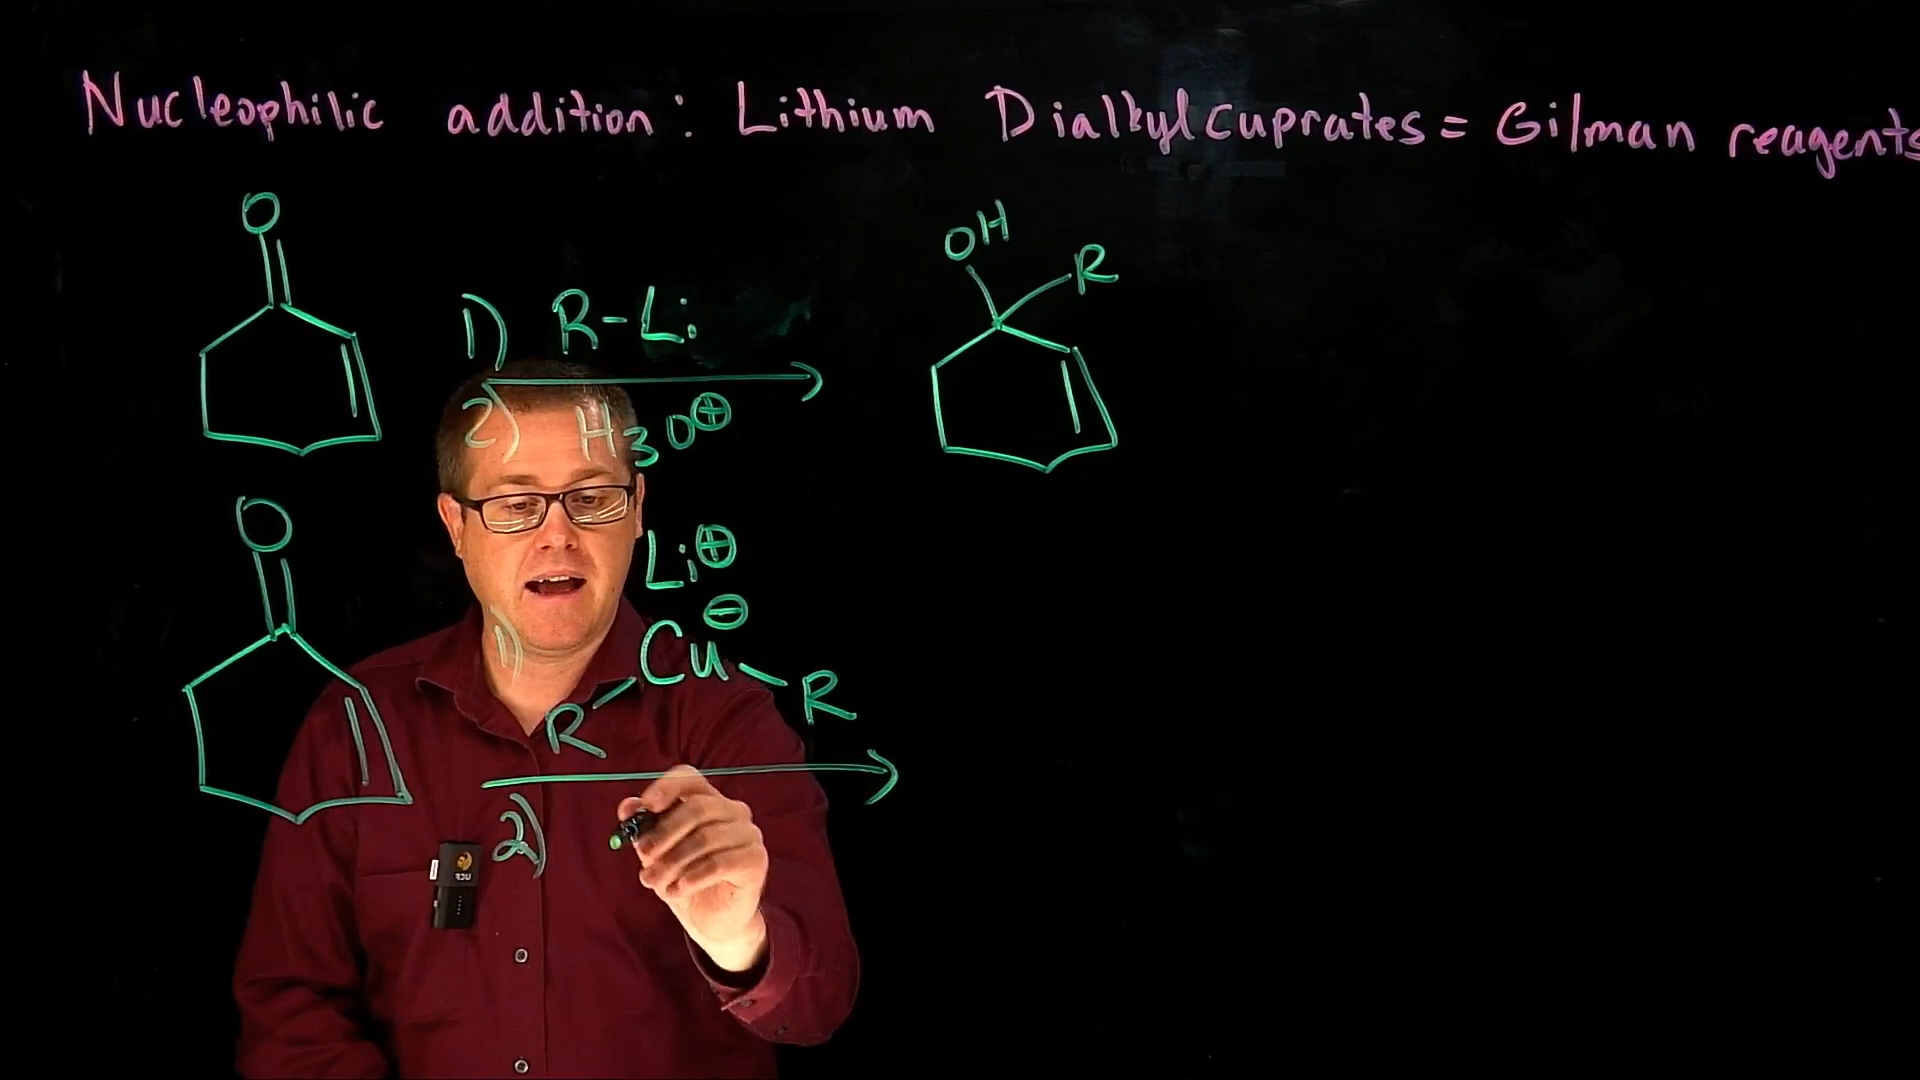 Nucleophilic addition: Lithium Dialkylcuprates = Gilman reagents
O
1) R-Li
2) H3O⊕
OH
R
O
Li⊕
1) Cu⊖
R
R
2)